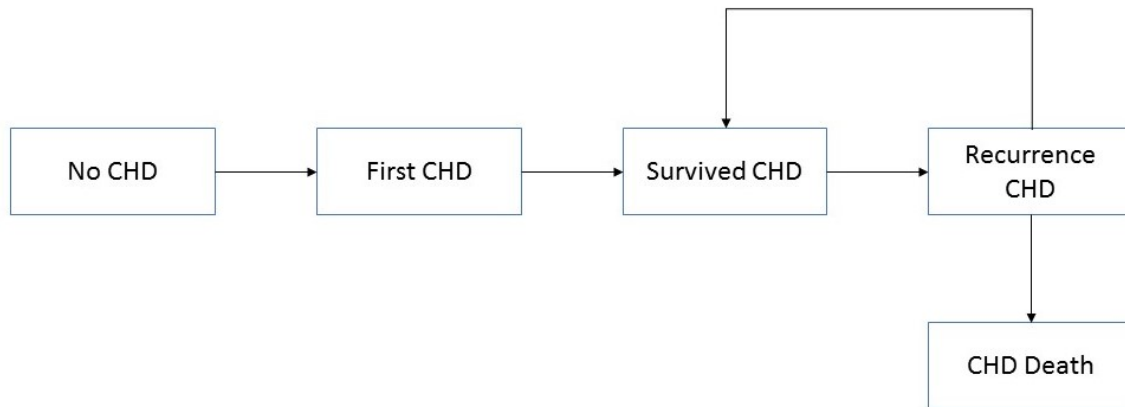 No CHD
First CHD
Survived CHD
Recurrence
CHD
CHD Death